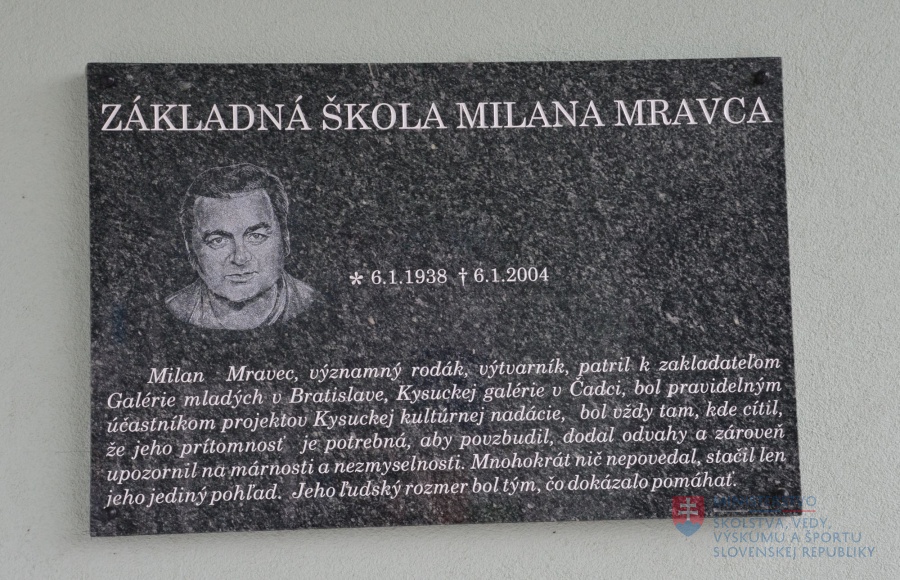 ZÁKLADNÁ ŠKOLA MILANA MRAVCA
* 6.1.1938 † 6.1.2004
Milan Mravec, významný rodák, výtvarník, patril k zakladateľom
Galérie mladých v Bratislave, Kysuckej galérie v Čadci, bol pravidelným
účastníkom projektov Kysuckej kultúrnej nadácie, bol vždy tam, kde cítil,
že jeho prítomnosť je potrebná, aby povzbudil, dodal odvahy a zároveň
upozornil na márnosti a nezmyselnosti. Mnohokrát nič nepovedal, stačil len
jeho jediný pohľad. Jeho ľudský rozmer bol tým, čo dokázalo pomáhať.
ŠKOLSTVA, VEDY,
VÝSKUMU A ŠPORTU
SLOVENSKEJ REPUBLIKY